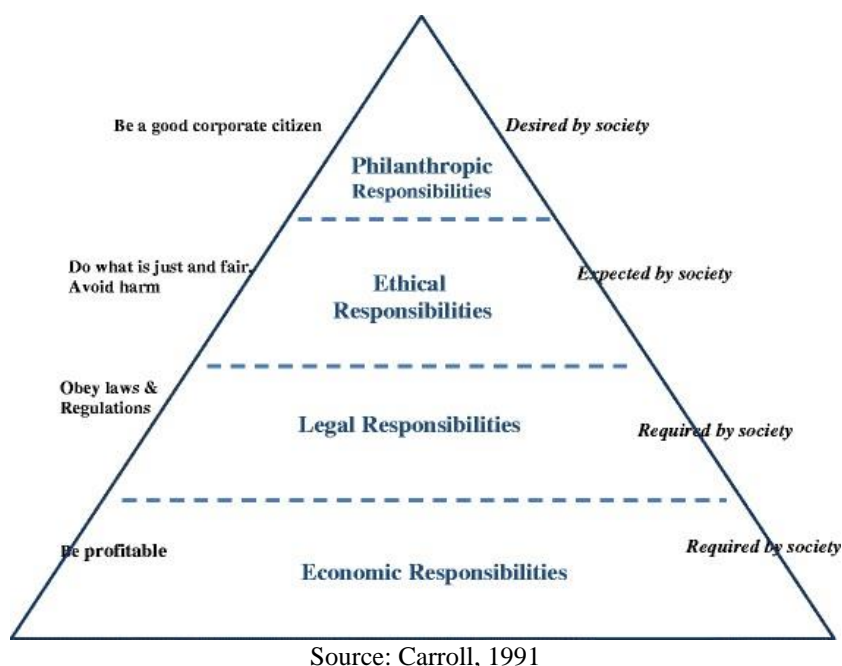 Be a good corporate citizen
Desired by society
Philanthropic
Responsibilities
Do what is just and fair,
Avoid harm
Expected by society
Ethical
Responsibilities
Obey laws &
Regulations
Legal Responsibilities
Required by society
Be profitable
Required by society
Economic Responsibilities
Source: Carroll, 1991